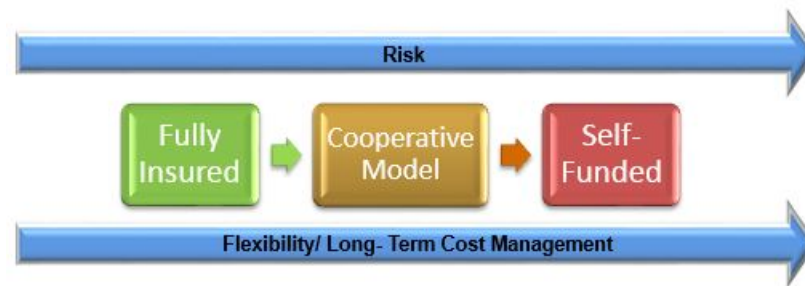 Risk
Fully
Insured
Cooperative
Model
Self-
Funded
Flexibility/ Long- Term Cost Management